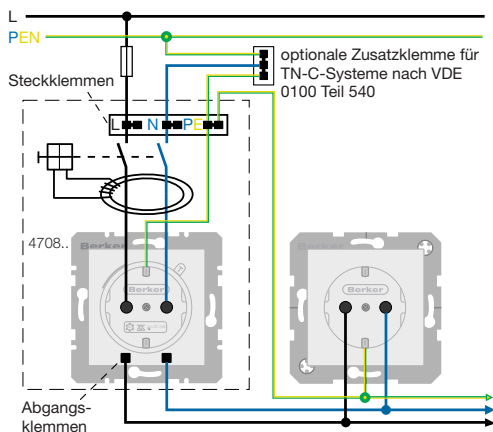 L
PEN
optionale Zusatzklemme für
TN-C-Systeme nach VDE
0100 Teil 540
Steckklemmen
L N PE
4708..
Berker
Berker
Berker
Berker
Abgangs-
klemmen